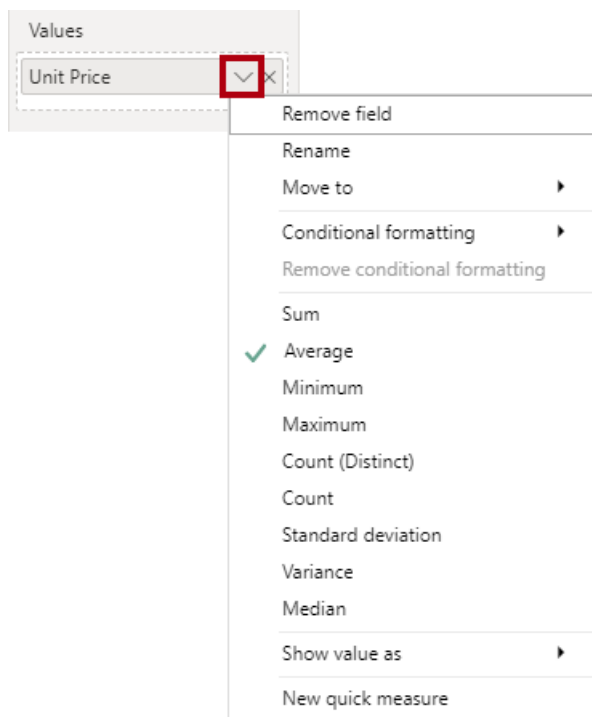 Values
Unit Price
Remove field
Rename
Move to
Conditional formatting
Remove conditional formatting
Sum
Average
Minimum
Maximum
Count (Distinct)
Count
Standard deviation
Variance
Median
Show value as
New quick measure